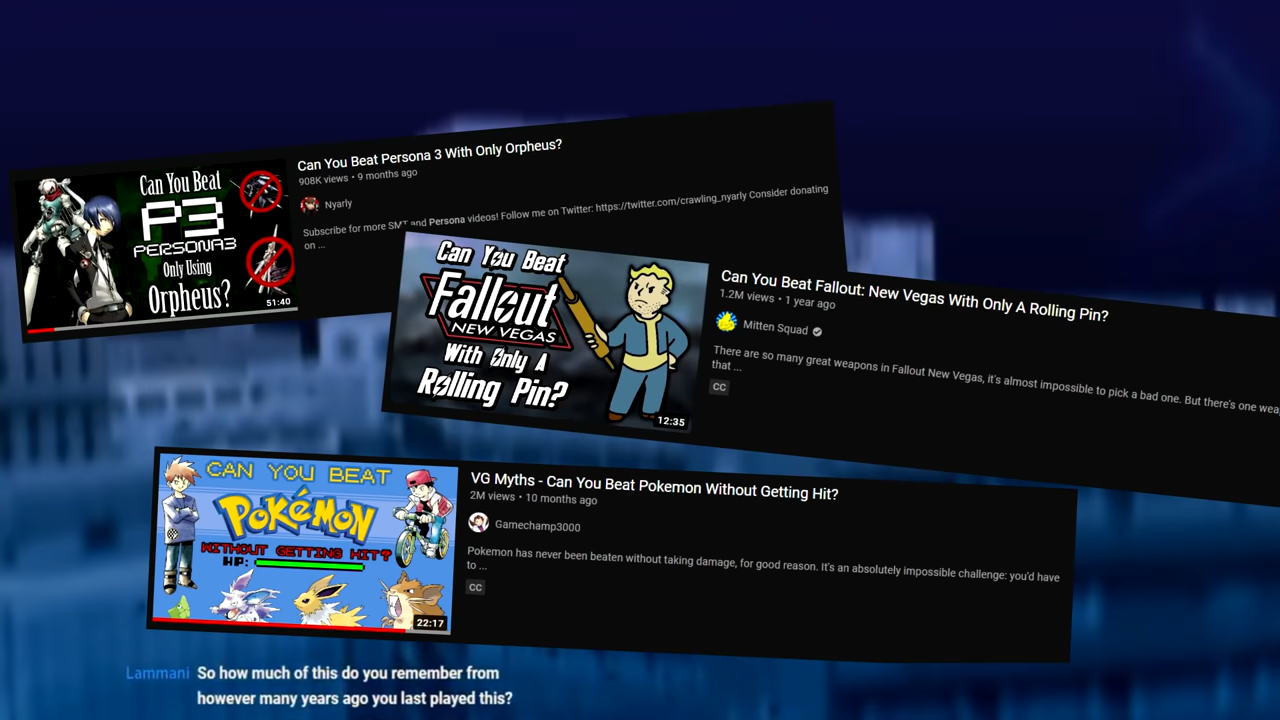 Can You Beat
P3
PERSONA3
Only Using
Orpheus?
51:40
Can You Beat Persona 3 With Only Orpheus?
908K views • 9 months ago
Nyarly
Subscribe for more SMT and Persona videos! Follow me on Twitter: https://twitter.com/crawling_nyarly Consider donating
on ...
Can You Beat
Fallout
NEW VEGAS
With Only A
Rolling Pin?
12:35
Can You Beat Fallout: New Vegas With Only A Rolling Pin?
1.2M views • 1 year ago
Mitten Squad
There are so many great weapons in Fallout New Vegas, it's almost impossible to pick a bad one. But there's one wea
that ...
CC
CAN YOU BEAT
POKéMON
WITHOUT GETTING HIT?
HP:
22:17
VG Myths - Can You Beat Pokemon Without Getting Hit?
2M views • 10 months ago
Gamechamp3000
Pokemon has never been beaten without taking damage, for good reason. It's an absolutely impossible challenge: you'd have
to ...
CC
Lammani So how much of this do you remember from
however many years ago you last played this?